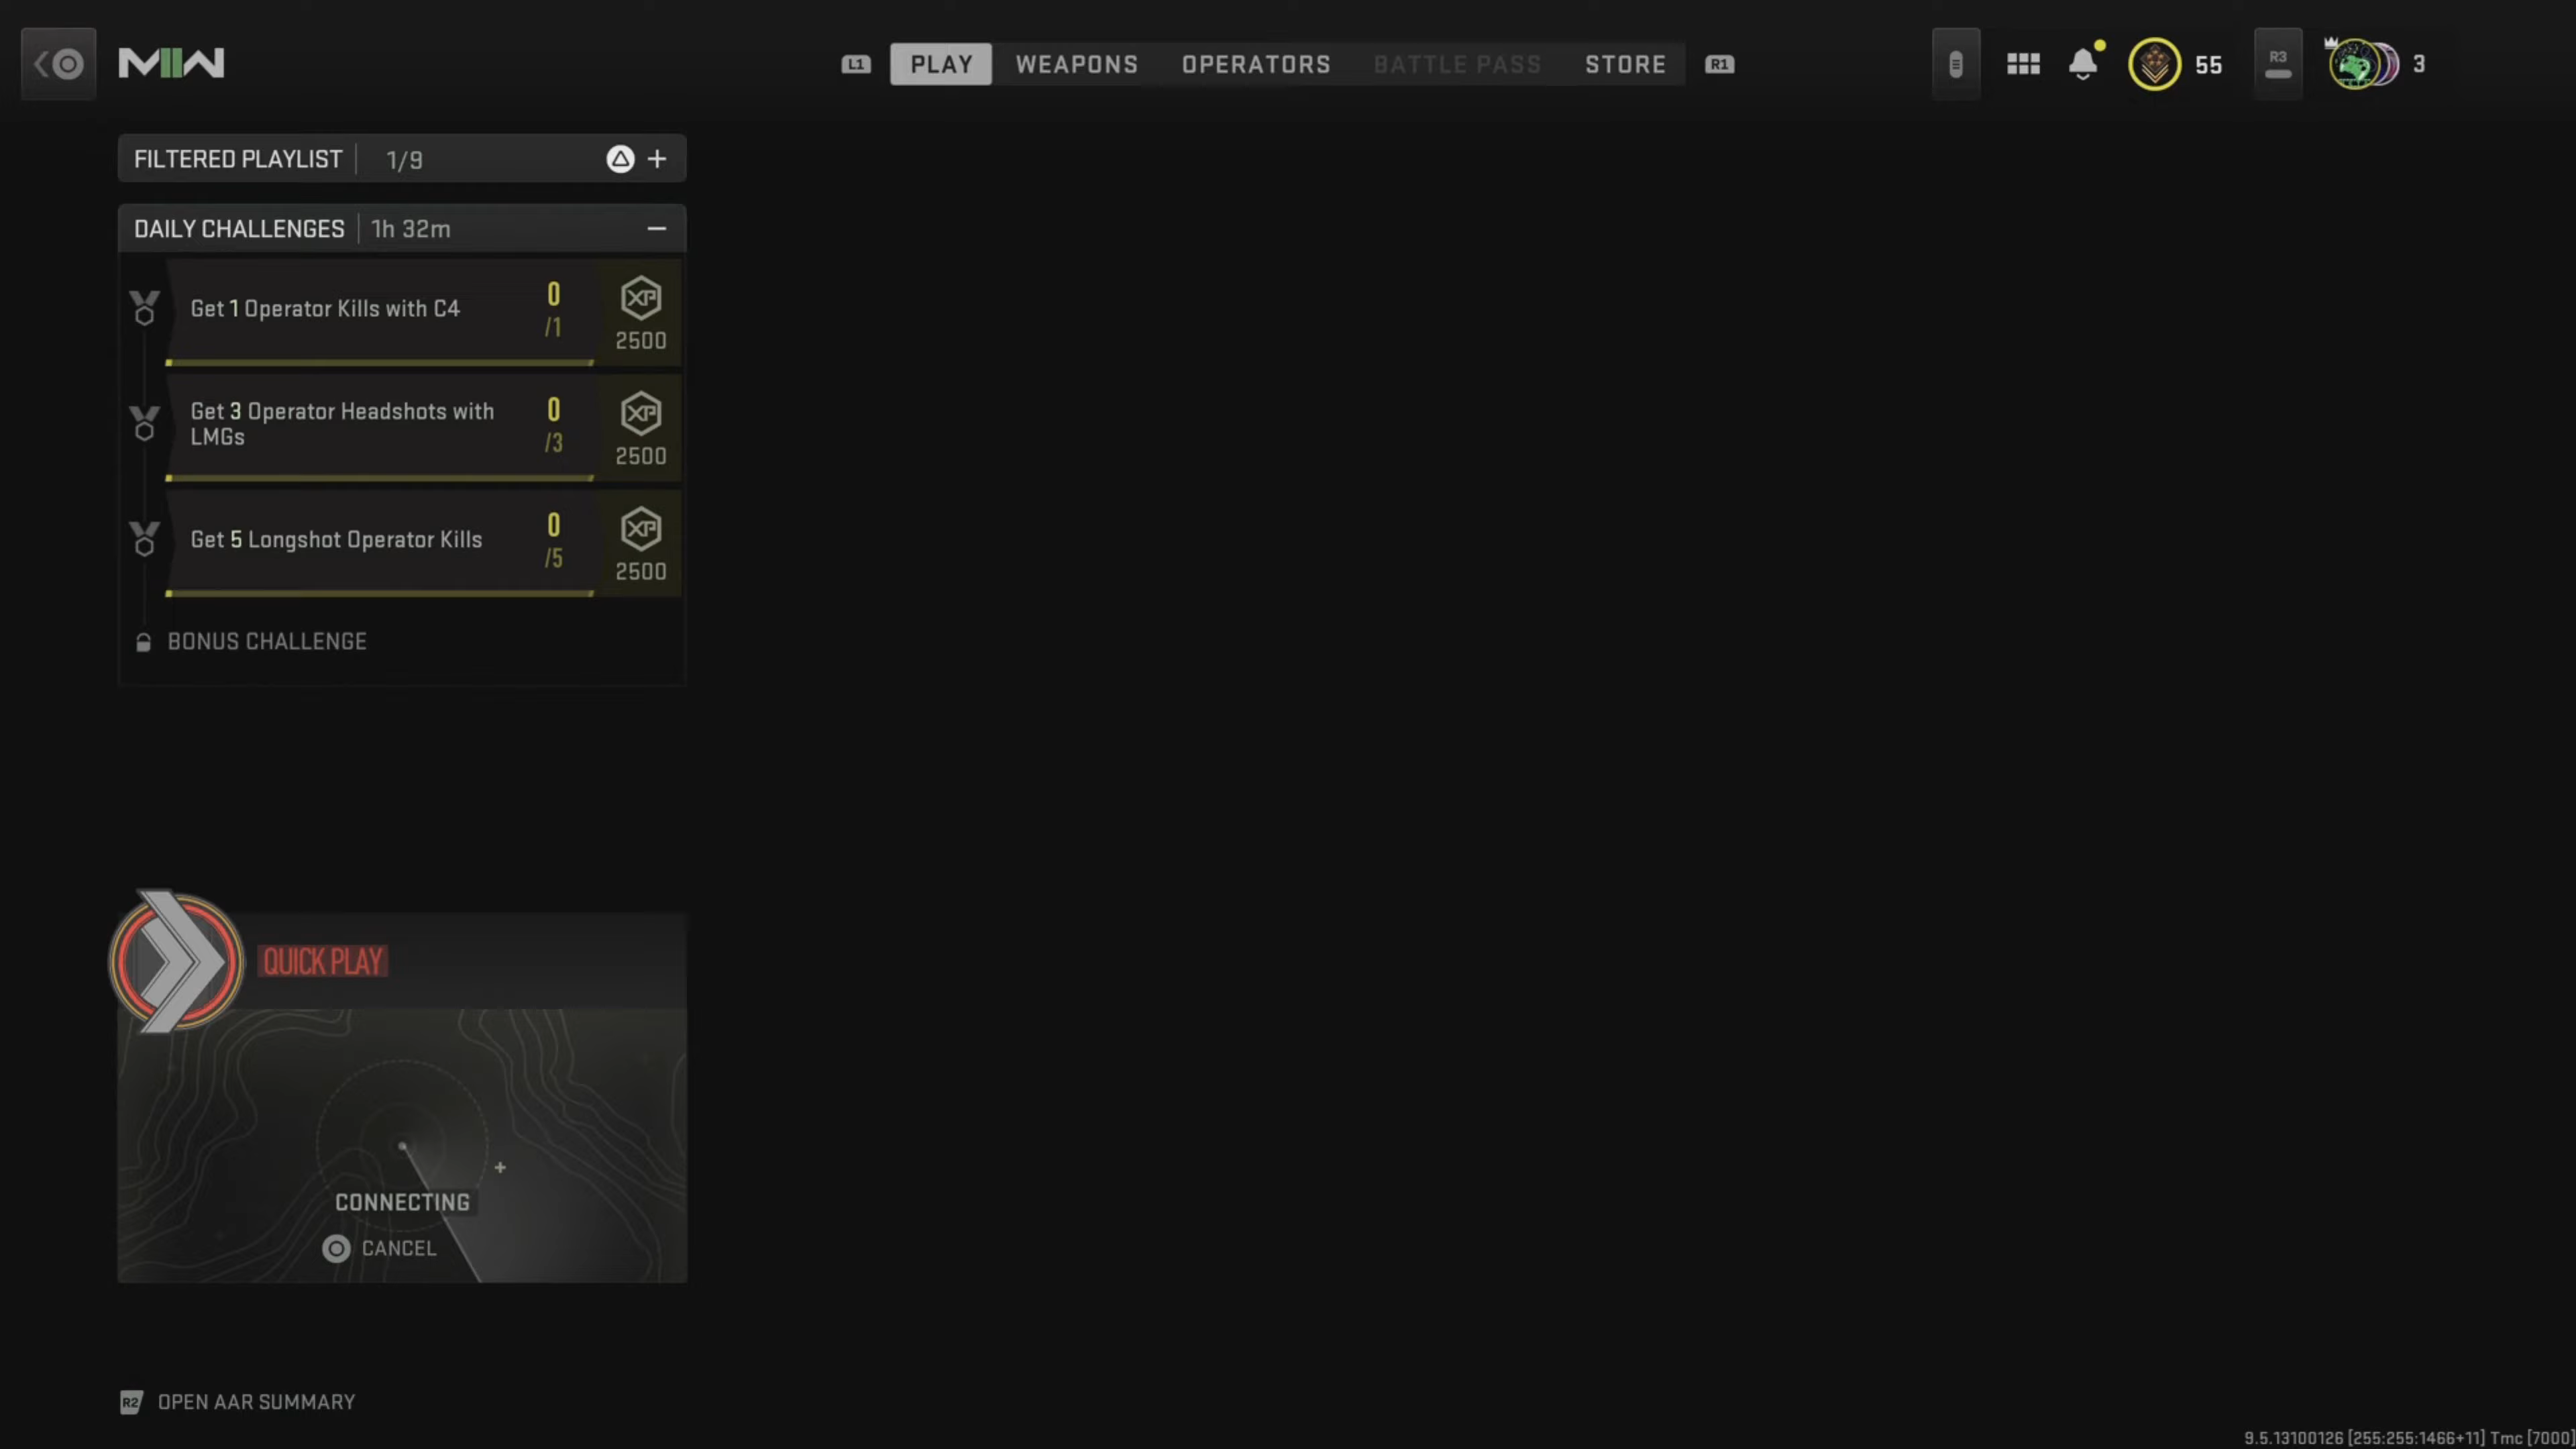 MIIW
L1 PLAY WEAPONS OPERATORS BATTLE PASS STORE R1
55
R3
3
FILTERED PLAYLIST 1/9
DAILY CHALLENGES 1h 32m
Get 1 Operator Kills with C4
0
/1
XP
2500
Get 3 Operator Headshots with
LMGs
0
/3
XP
2500
Get 5 Longshot Operator Kills
0
/5
XP
2500
BONUS CHALLENGE
QUICK PLAY
CONNECTING
CANCEL
R2 OPEN AAR SUMMARY
9.5.13100126 [255:255:1466+11] Tmc [7000]